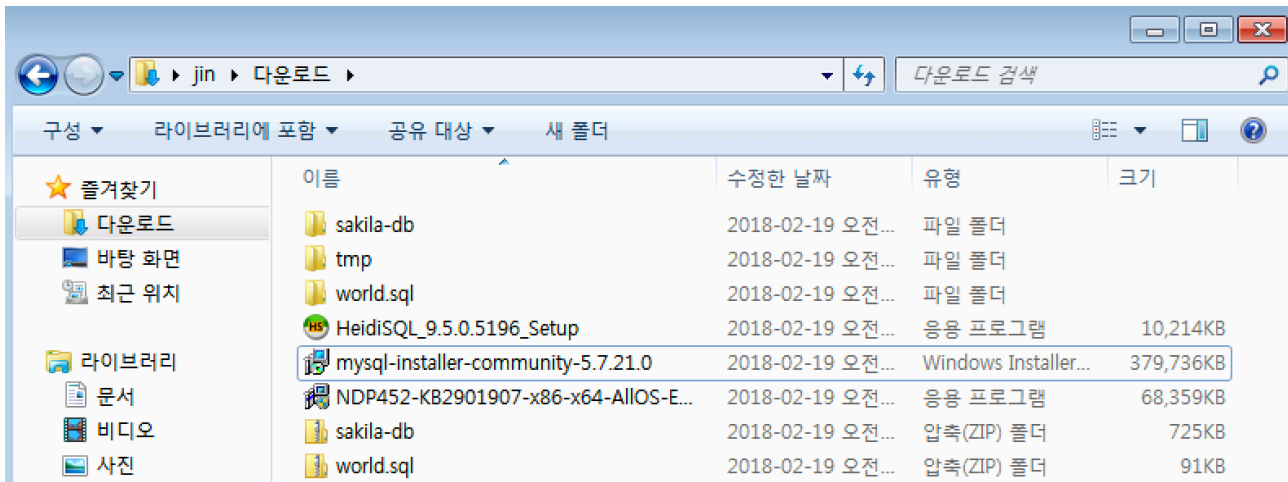 jin 다운로드 다운로드 검색
구성 라이브러리에 포함 공유 대상 새 폴더
즐겨찾기
다운로드
바탕 화면
최근 위치
라이브러리
문서
비디오
사진
이름 수정한 날짜 유형 크기
sakila-db 2018-02-19 오전... 파일 폴더
tmp 2018-02-19 오전... 파일 폴더
world.sql 2018-02-19 오전... 파일 폴더
HS HeidiSQL_9.5.0.5196_Setup 2018-02-19 오전... 응용 프로그램 10,214KB
mysql-installer-community-5.7.21.0 2018-02-19 오전... Windows Installer... 379,736KB
NDP452-KB2901907-x86-x64-AllOS-E... 2018-02-19 오전... 응용 프로그램 68,359KB
sakila-db 2018-02-19 오전... 압축(ZIP) 폴더 725KB
world.sql 2018-02-19 오전... 압축(ZIP) 폴더 91KB